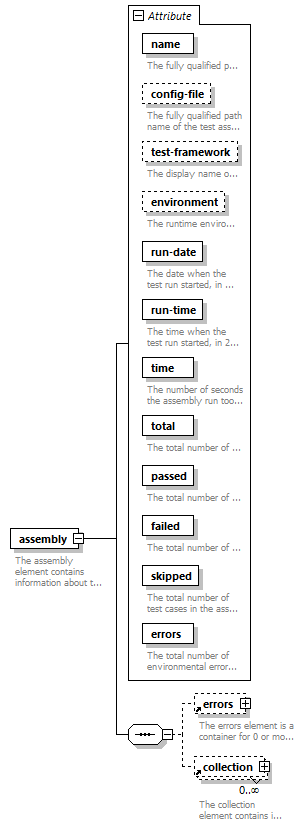 Attribute
name
The fully qualified p...
config-file
The fully qualified path
name of the test ass...
test-framework
The display name o...
environment
The runtime enviro...
run-date
The date when the
test run started, in ...
run-time
The time when the
test run started, in 2...
time
The number of seconds
the assembly run too...
total
The total number of ...
passed
The total number of ...
failed
The total number of ...
skipped
The total number of
test cases in the ass...
errors
The total number of
environmental error...
assembly
The assembly
element contains
information about t...
errors
The errors element is a
container for 0 or mo...
collection
0..∞
The collection
element contains i...